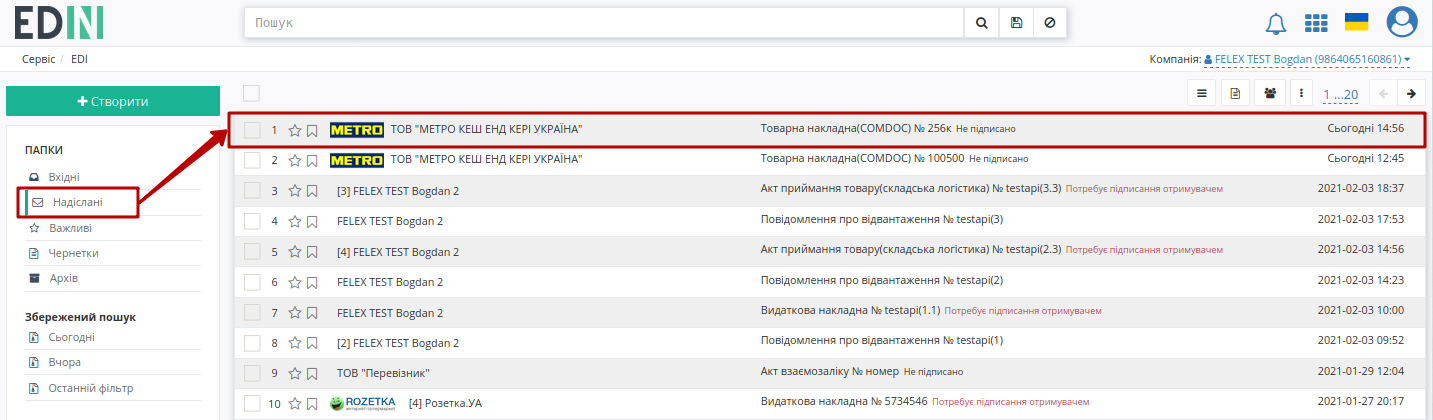 EDIN
Пошук
Сервіс / EDI
Компанія: FELEX TEST Bogdan (9864065160861)
+ Створити
1 ...20
ПАПКИ
Вхідні
Надіслані
Важливі
Чернетки
Архів
Збережений пошук
Сьогодні
Вчора
Останній фільтр
1 METRO ТОВ "МЕТРО КЕШ ЕНД КЕРІ УКРАЇНА" Товарна накладна(COMDOC) № 256к Не підписано Сьогодні 14:56
2 METRO ТОВ "МЕТРО КЕШ ЕНД КЕРІ УКРАЇНА" Товарна накладна(COMDOC) № 100500 Не підписано Сьогодні 12:45
3 [3] FELEX TEST Bogdan 2 Акт приймання товару(складська логістика) № testapi(3.3) Потребує підписання отримувачем 2021-02-03 18:37
4 FELEX TEST Bogdan 2 Повідомлення про відвантаження № testapi(3) 2021-02-03 17:53
5 [4] FELEX TEST Bogdan 2 Акт приймання товару(складська логістика) № testapi(2.3) Потребує підписання отримувачем 2021-02-03 14:56
6 FELEX TEST Bogdan 2 Повідомлення про відвантаження № testapi(2) 2021-02-03 14:23
7 FELEX TEST Bogdan 2 Видаткова накладна № testapi(1.1) Потребує підписання отримувачем 2021-02-03 10:00
8 [2] FELEX TEST Bogdan 2 Повідомлення про відвантаження № testapi(1) 2021-02-03 09:52
9 ТОВ "Перевізник" Акт взаємозаліку № номер Не підписано 2021-01-29 12:04
10 ROZETKA интернет-супермаркет [4] Розетка.УА Видаткова накладна № 5734546 Потребує підписання отримувачем 2021-01-27 20:17